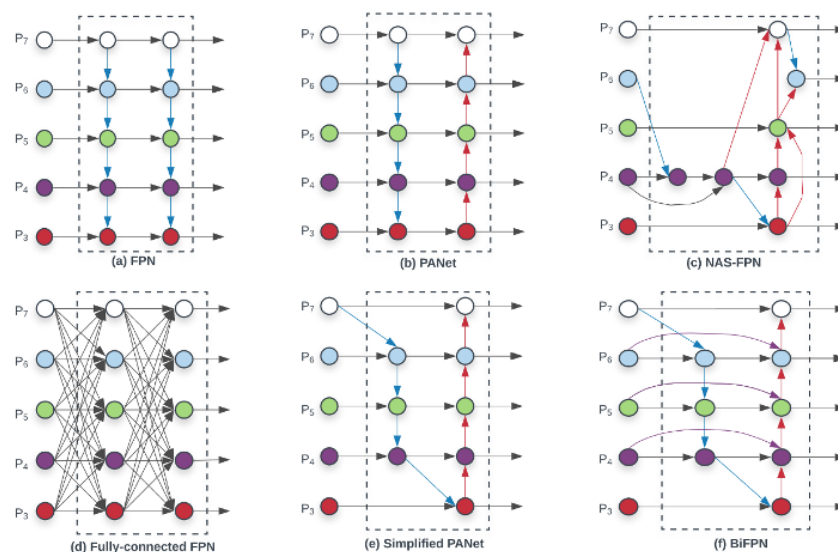 P7
P6
P5
P4
P3
(a) FPN
P7
P6
P5
P4
P3
(b) PANet
P7
P6
P5
P4
P3
(c) NAS-FPN
P7
P6
P5
P4
P3
(d) Fully-connected FPN
P7
P6
P5
P4
P3
(e) Simplified PANet
P7
P6
P5
P4
P3
(f) BiFPN